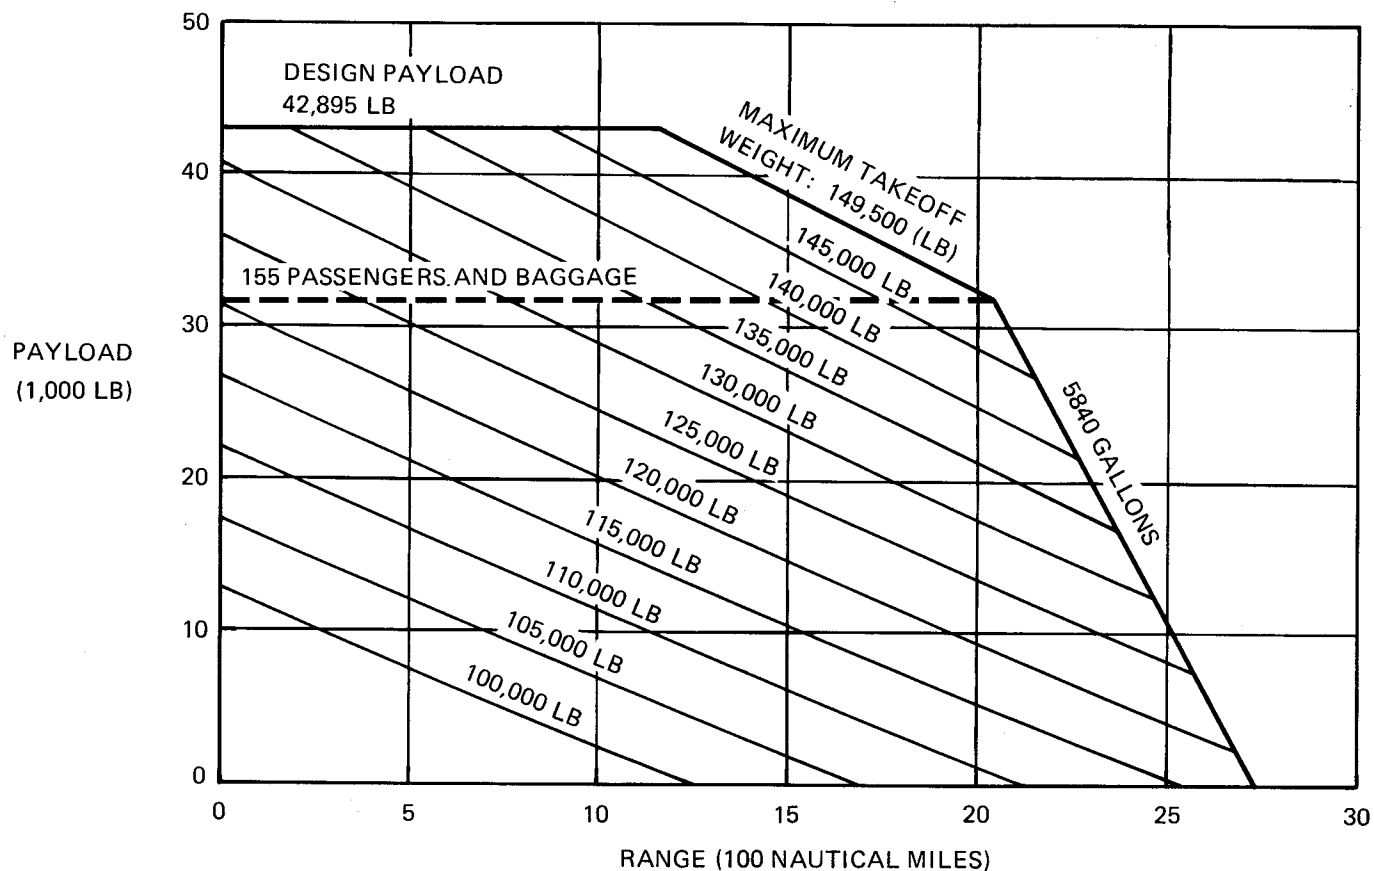 50
DESIGN PAYLOAD
42,895 LB
MAXIMUM TAKEOFF
WEIGHT: 149,500 (LB)
40
145,000 LB
155 PASSENGERS AND BAGGAGE
140,000 LB
30
135,000 LB
PAYLOAD
(1,000 LB)
130,000 LB
5840 GALLONS
125,000 LB
20
120,000 LB
115,000 LB
110,000 LB
10
105,000 LB
100,000 LB
0
0 5 10 15 20 25 30
RANGE (100 NAUTICAL MILES)